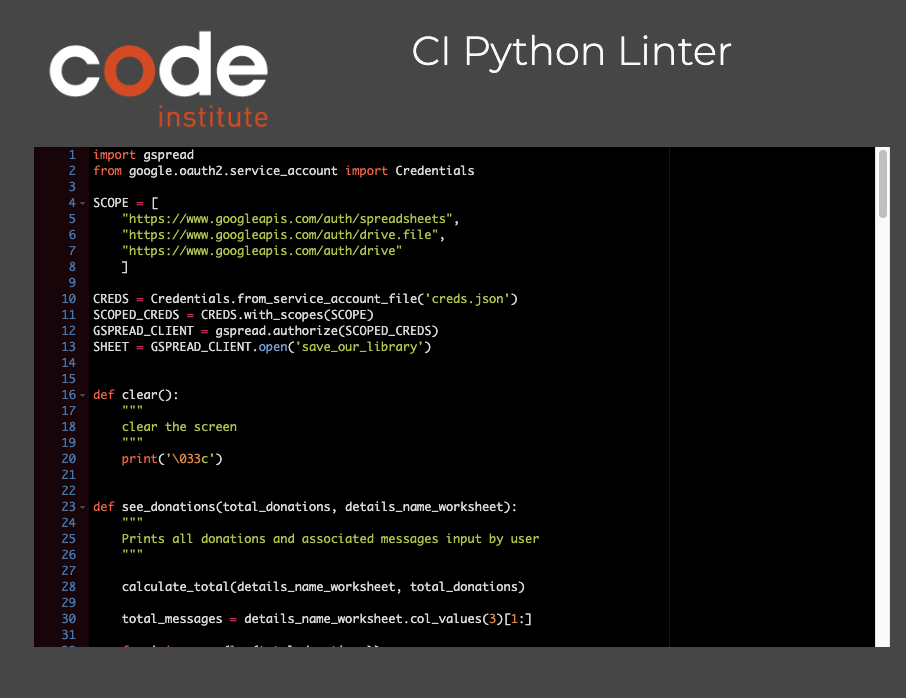 code
institute
CI Python Linter
1 import gspread
2 from google.oauth2.service_account import Credentials
3
4 SCOPE = [
5     "https://www.googleapis.com/auth/spreadsheets",
6     "https://www.googleapis.com/auth/drive.file",
7     "https://www.googleapis.com/auth/drive"
8     ]
9
10 CREDS = Credentials.from_service_account_file('creds.json')
11 SCOPED_CREDS = CREDS.with_scopes(SCOPE)
12 GSPREAD_CLIENT = gspread.authorize(SCOPED_CREDS)
13 SHEET = GSPREAD_CLIENT.open('save_our_library')
14
15
16 def clear():
17     """
18     clear the screen
19     """
20     print('\033c')
21
22
23 def see_donations(total_donations, details_name_worksheet):
24     """
25     Prints all donations and associated messages input by user
26     """
27
28     calculate_total(details_name_worksheet, total_donations)
29
30     total_messages = details_name_worksheet.col_values(3)[1:]
31